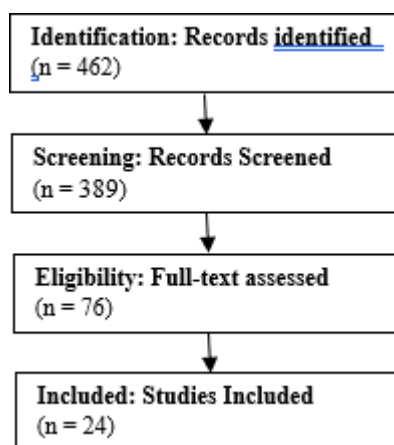 Identification: Records identified
(n = 462)
Screening: Records Screened
(n = 389)
Eligibility: Full-text assessed
(n = 76)
Included: Studies Included
(n = 24)